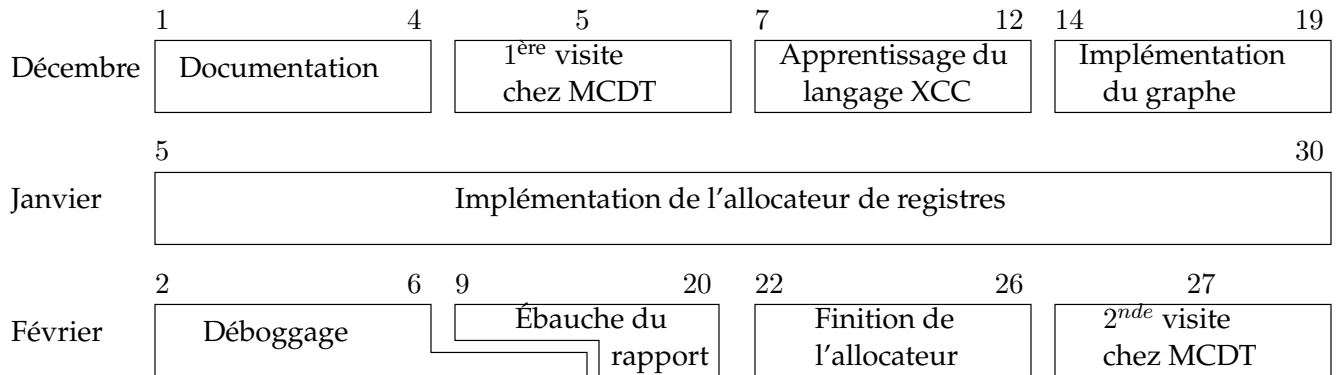 1 4 5 7 12 14 19
Décembre Documentation 1ère visite Apprentissage du Implémentation
chez MCDT langage XCC du graphe
5 30
Janvier Implémentation de l'allocateur de registres
2 6 9 20 22 26 27
Février Déboggage Ébauche du Finition de 2nde visite
rapport l'allocateur chez MCDT